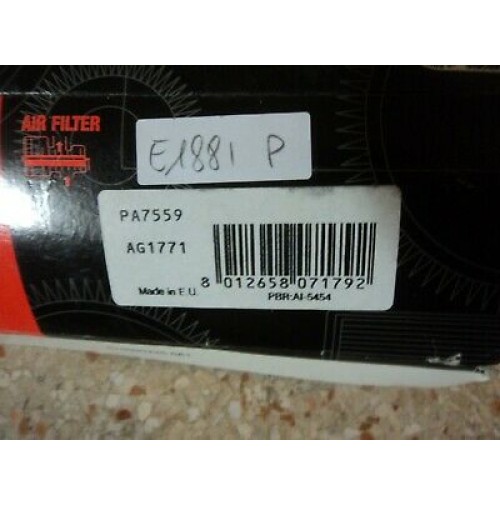 AIR FILTER
E1881 P
PA7559
AG1771
8 012658 071792
Made in E.U.
PBR:AI-5454